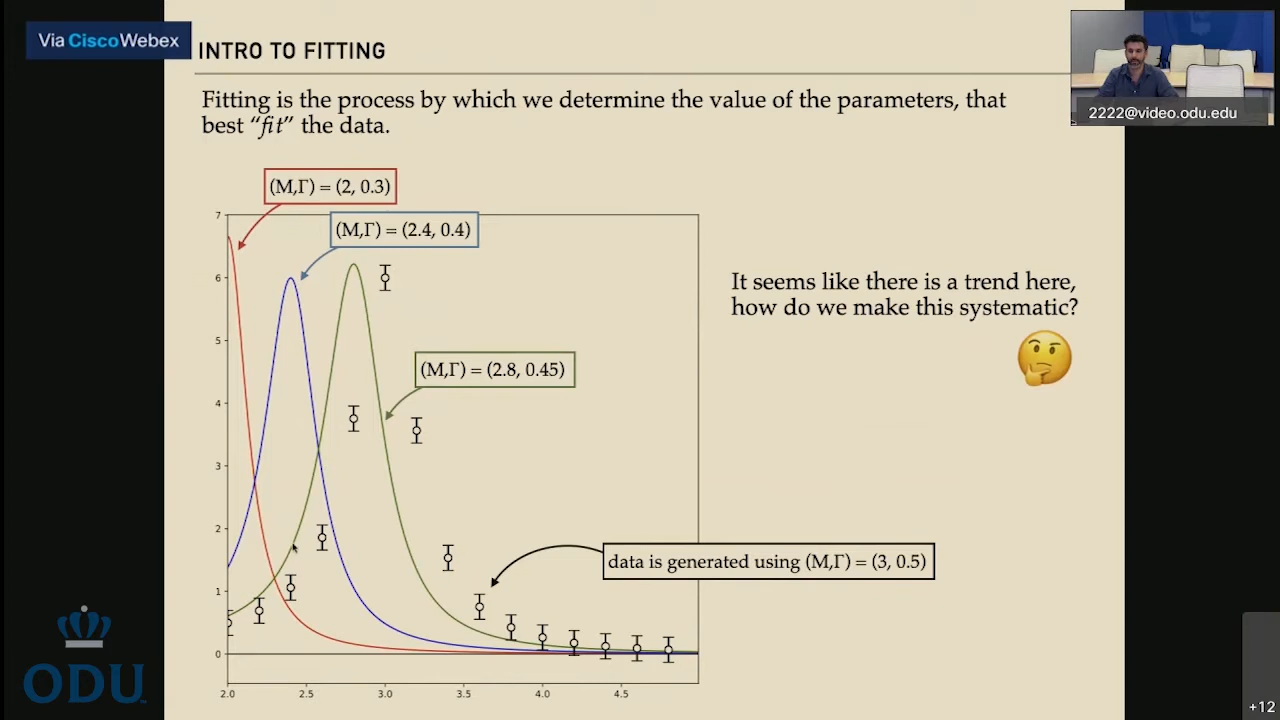 Via CiscoWebex
INTRO TO FITTING
2222@video.odu.edu
Fitting is the process by which we determine the value of the parameters, that
best “fit” the data.
(M,Γ) = (2, 0.3)
(M,Γ) = (2.4, 0.4)
It seems like there is a trend here,
how do we make this systematic?
(M,Γ) = (2.8, 0.45)
data is generated using (M,Γ) = (3, 0.5)
7
6
5
4
3
2
1
0
2.0 2.5 3.0 3.5 4.0 4.5
ODU
+12